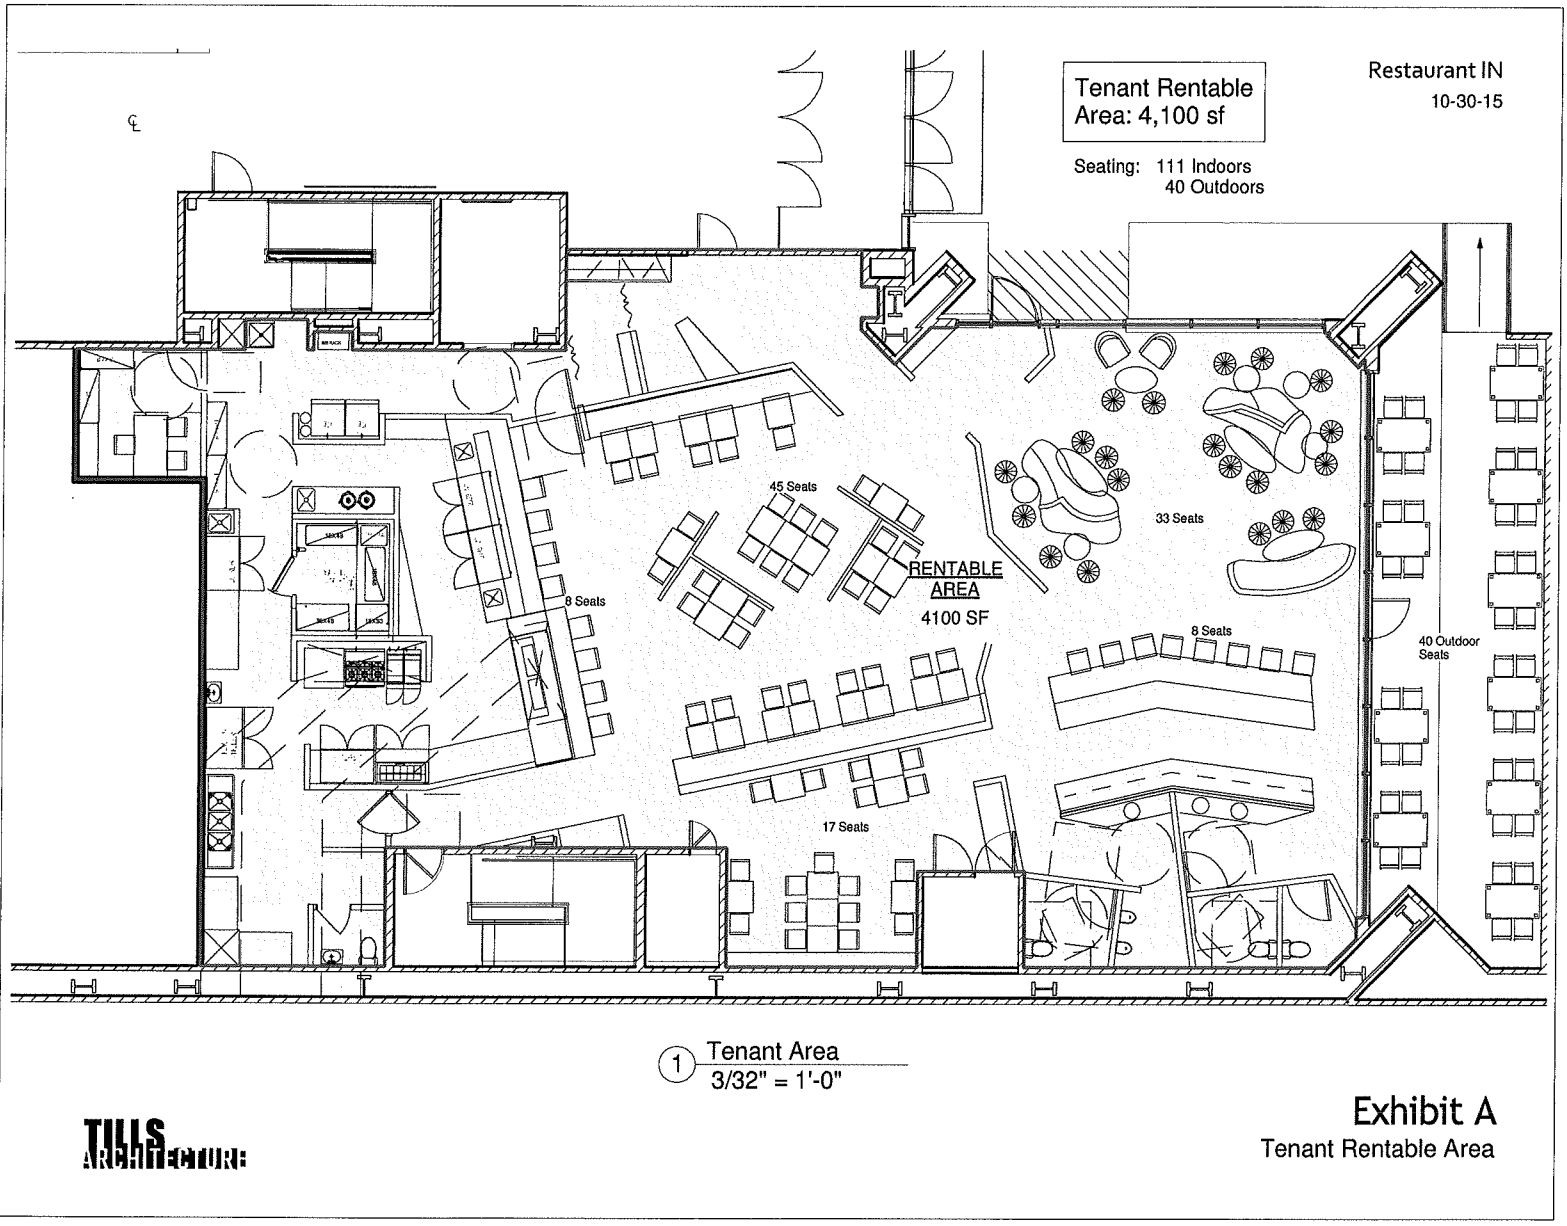 Restaurant IN
10-30-15
Tenant Rentable
Area: 4,100 sf
Seating: 111 Indoors
40 Outdoors
℄
45 Seats
33 Seats
RENTABLE
AREA
4100 SF
8 Seats
8 Seats
40 Outdoor
Seats
17 Seats
1
Tenant Area
3/32" = 1'-0"
TILLS
ARCHITECTURE
Exhibit A
Tenant Rentable Area